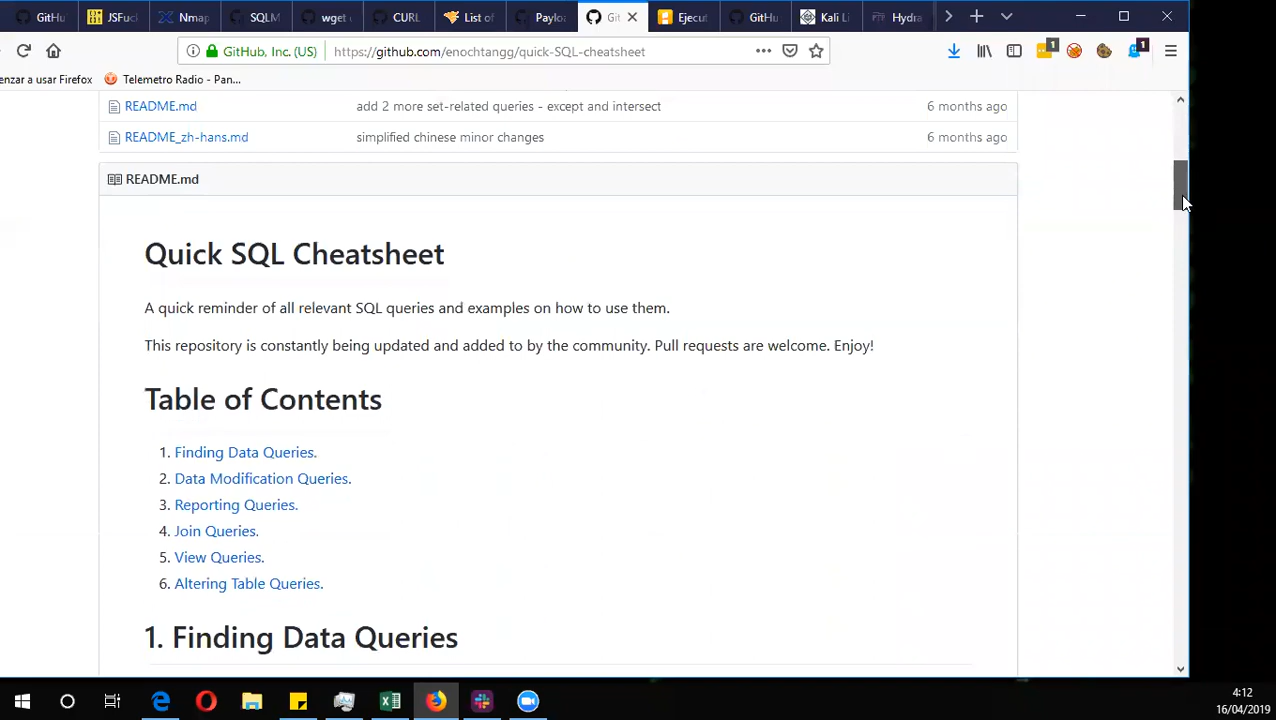 GitHu JSFuc Nmap SQLM wget CURL List of Paylo Git Ejecut GitHu Kali Li Hydra
GitHub, Inc. (US) https://github.com/enochtangg/quick-SQL-cheatsheet 1 1
enzar a usar Firefox Telemetro Radio - Pan...
README.md add 2 more set-related queries - except and intersect 6 months ago
README_zh-hans.md simplified chinese minor changes 6 months ago
README.md
Quick SQL Cheatsheet
A quick reminder of all relevant SQL queries and examples on how to use them.
This repository is constantly being updated and added to by the community. Pull requests are welcome. Enjoy!
Table of Contents
1. Finding Data Queries.
2. Data Modification Queries.
3. Reporting Queries.
4. Join Queries.
5. View Queries.
6. Altering Table Queries.
1. Finding Data Queries
4:12
16/04/2019